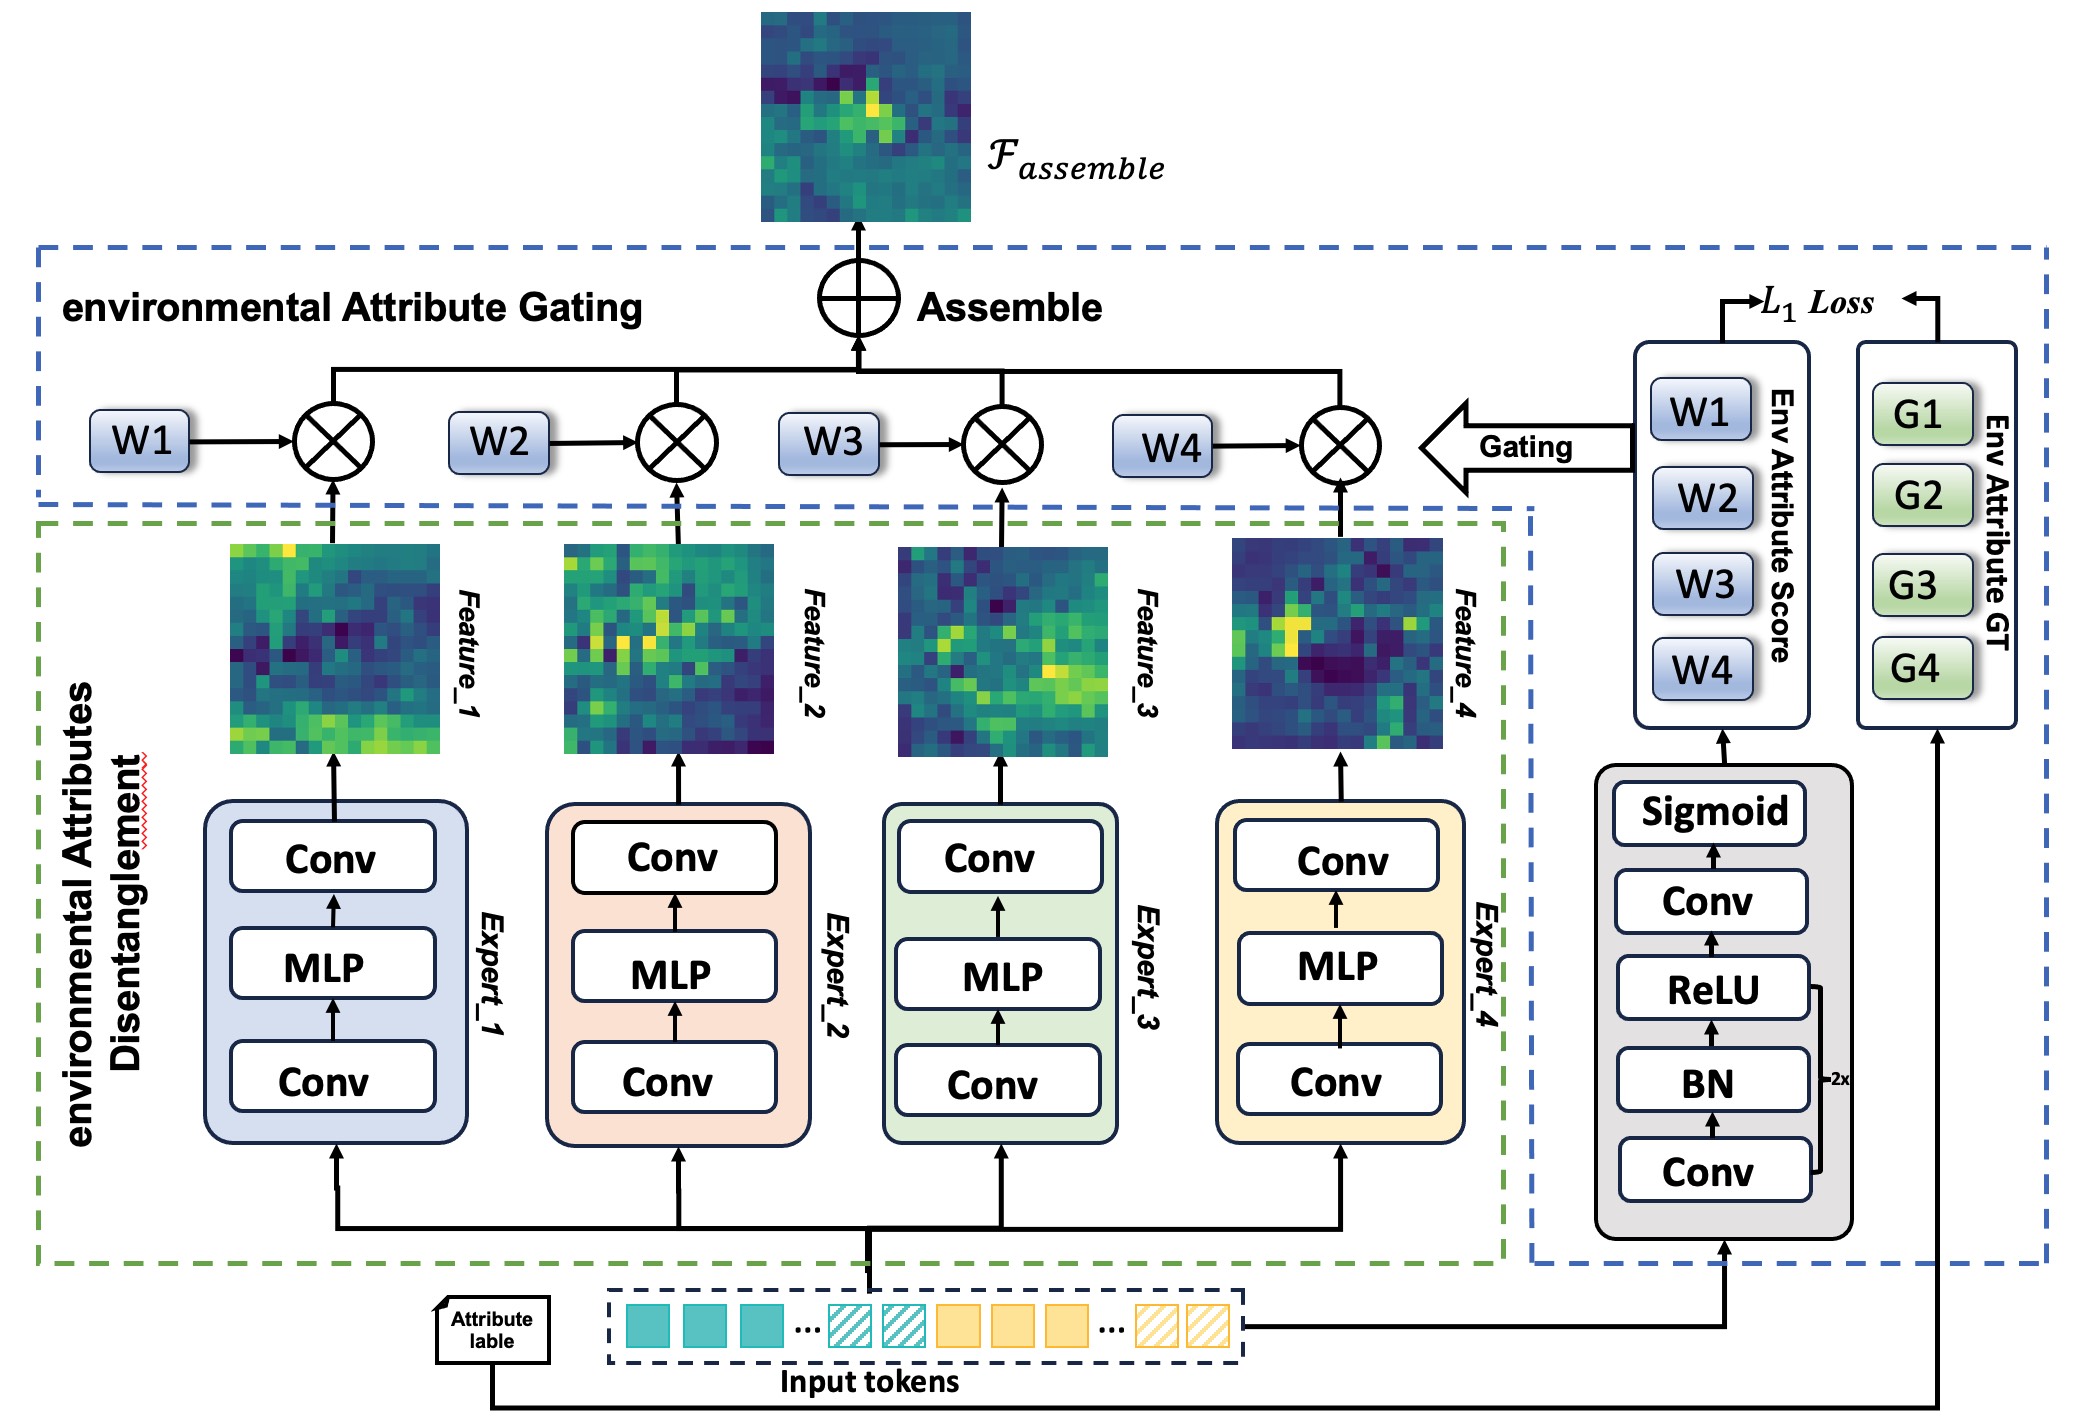 ℱassemble
environmental Attribute Gating
Assemble
L1 Loss
W1
W2
W3
W4
Gating
W1
W2
W3
W4
Env Attribute Score
G1
G2
G3
G4
Env Attribute GT
environmental Attributes
Disentanglement
Feature_1
Feature_2
Feature_3
Feature_4
Conv
MLP
Conv
Expert_1
Conv
MLP
Conv
Expert_2
Conv
MLP
Conv
Expert_3
Conv
MLP
Conv
Expert_4
Sigmoid
Conv
ReLU
BN
Conv
2x
Attribute
lable
... ...
Input tokens